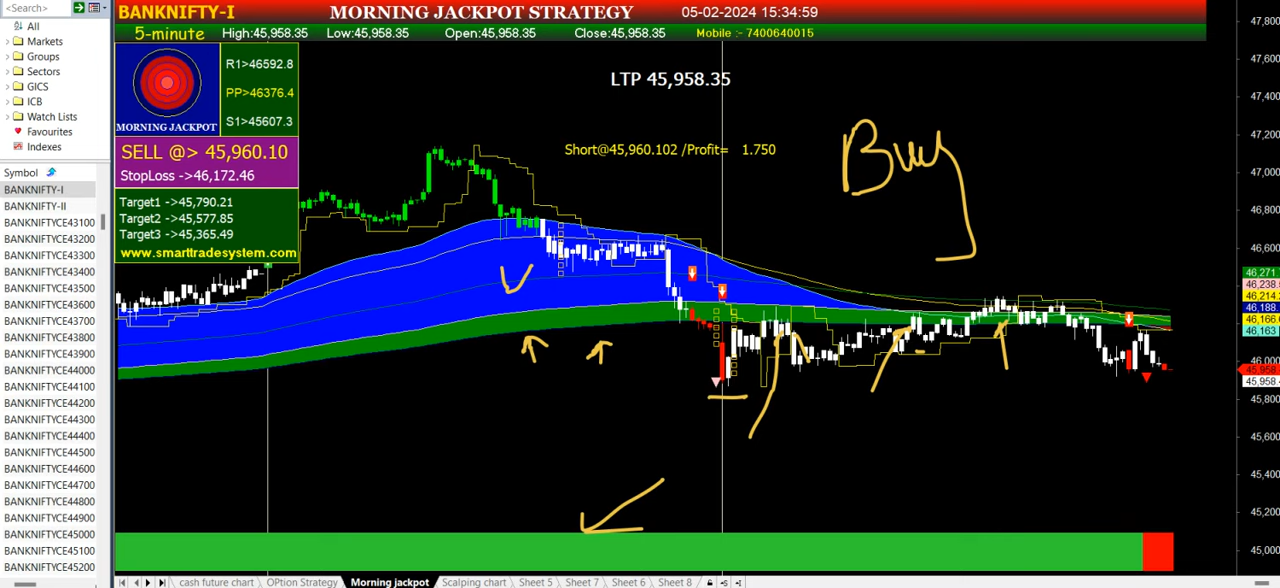 <Search>
BANKNIFTY-I
MORNING JACKPOT STRATEGY
05-02-2024 15:34:59
5-minute
High:45,958.35
Low:45,958.35
Open:45,958.35
Close:45,958.35
Mobile :- 7400640015
All
Markets
Groups
Sectors
GICS
ICB
Watch Lists
Favourites
Indexes
Symbol
BANKNIFTY-I
BANKNIFTY-II
BANKNIFTYCE43100
BANKNIFTYCE43200
BANKNIFTYCE43300
BANKNIFTYCE43400
BANKNIFTYCE43500
BANKNIFTYCE43600
BANKNIFTYCE43700
BANKNIFTYCE43800
BANKNIFTYCE43900
BANKNIFTYCE44000
BANKNIFTYCE44100
BANKNIFTYCE44200
BANKNIFTYCE44300
BANKNIFTYCE44400
BANKNIFTYCE44500
BANKNIFTYCE44600
BANKNIFTYCE44700
BANKNIFTYCE44800
BANKNIFTYCE44900
BANKNIFTYCE45000
BANKNIFTYCE45100
BANKNIFTYCE45200
MORNING JACKPOT
R1>46592.8
PP>46376.4
S1>45607.3
SELL @> 45,960.10
StopLoss ->46,172.46
Target1 ->45,790.21
Target2 ->45,577.85
Target3 ->45,365.49
www.smarttradesystem.com
LTP 45,958.35
Short@45,960.102 /Profit= 1.750
Buy
47,800
47,600
47,400
47,200
47,000
46,800
46,600
46,271
46,238.
46,214.
46,188.
46,166.
46,163
46,000
45,958.
45,958.
45,800
45,600
45,400
45,200
45,000
cash future chart
OPtion Strategy
Morning jackpot
Scalping chart
Sheet 5
Sheet 7
Sheet 6
Sheet 8